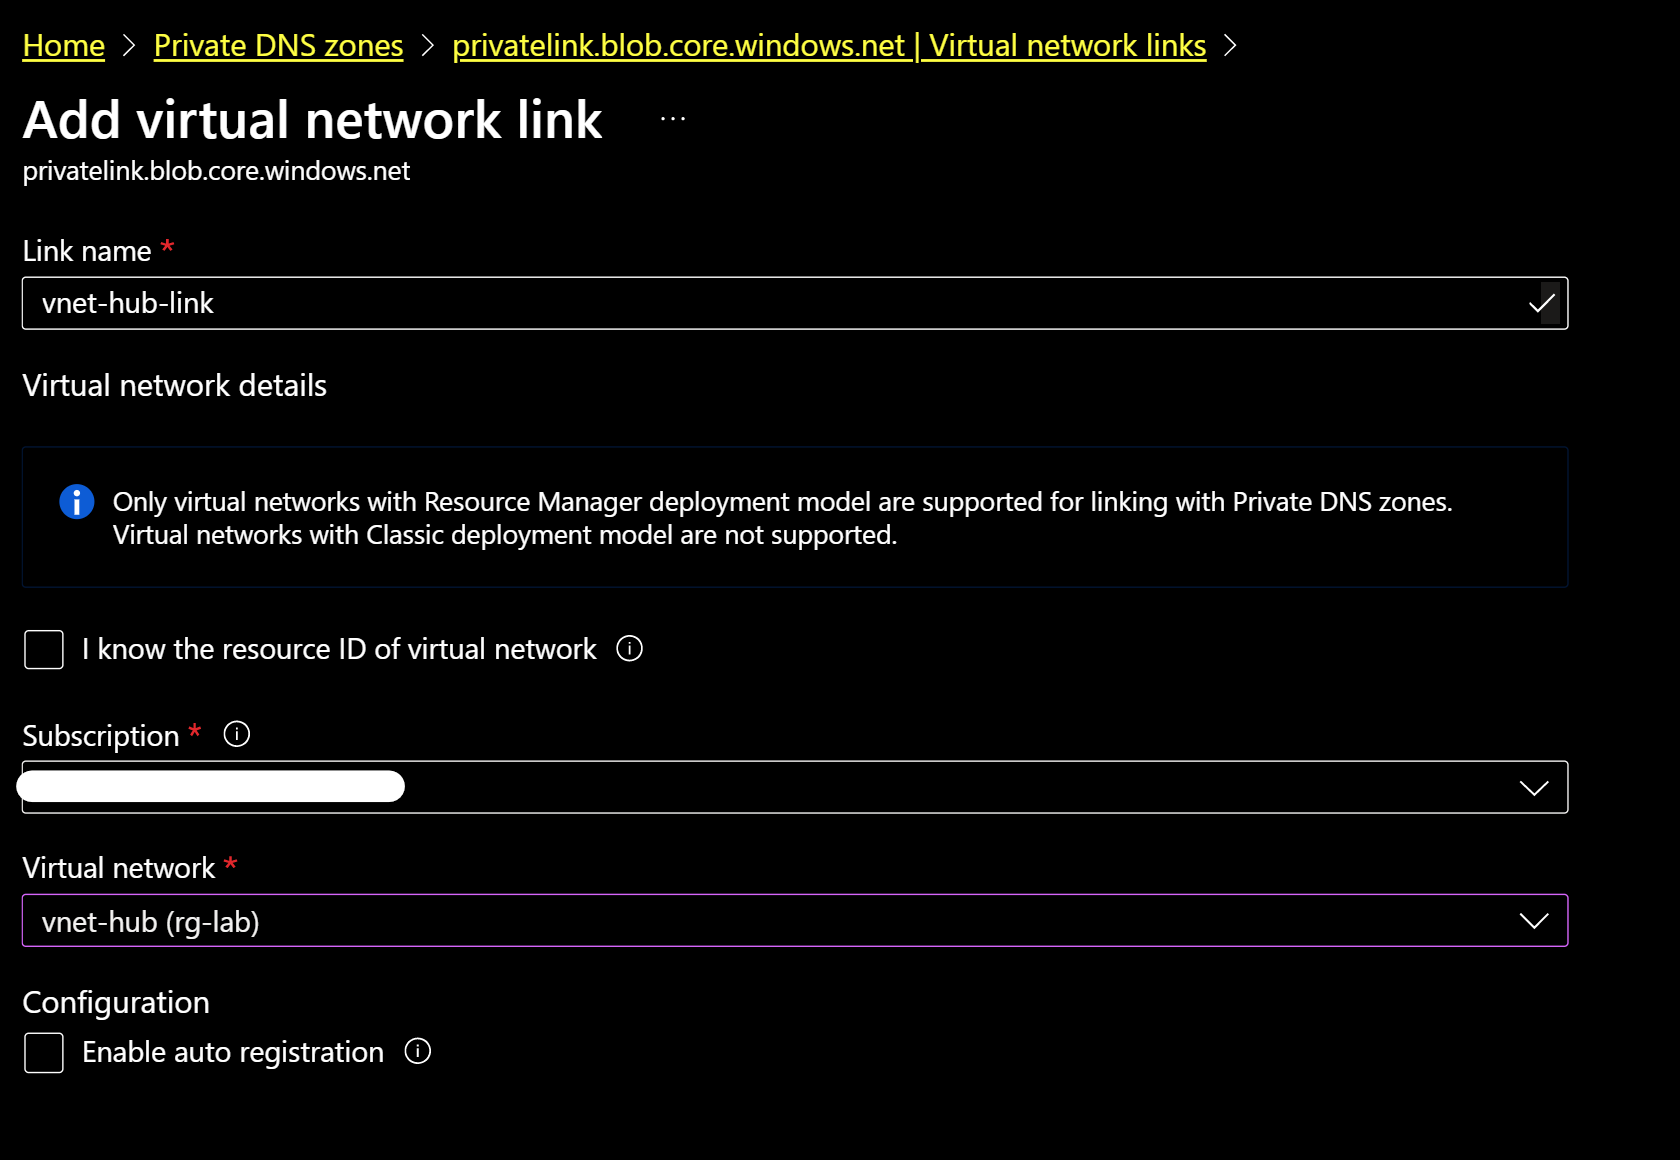 Home > Private DNS zones > privatelink.blob.core.windows.net | Virtual network links >
Add virtual network link ...
privatelink.blob.core.windows.net
Link name *
vnet-hub-link
Virtual network details
Only virtual networks with Resource Manager deployment model are supported for linking with Private DNS zones.
Virtual networks with Classic deployment model are not supported.
I know the resource ID of virtual network
Subscription *
Virtual network *
vnet-hub (rg-lab)
Configuration
Enable auto registration